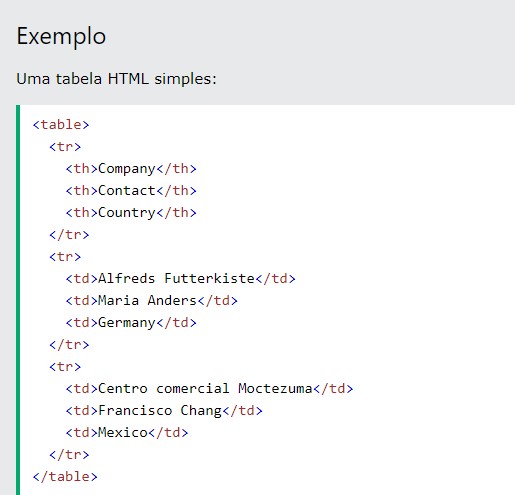 Exemplo
Uma tabela HTML simples:
<table>
  <tr>
    <th>Company</th>
    <th>Contact</th>
    <th>Country</th>
  </tr>
  <tr>
    <td>Alfreds Futterkiste</td>
    <td>Maria Anders</td>
    <td>Germany</td>
  </tr>
  <tr>
    <td>Centro comercial Moctezuma</td>
    <td>Francisco Chang</td>
    <td>Mexico</td>
  </tr>
</table>